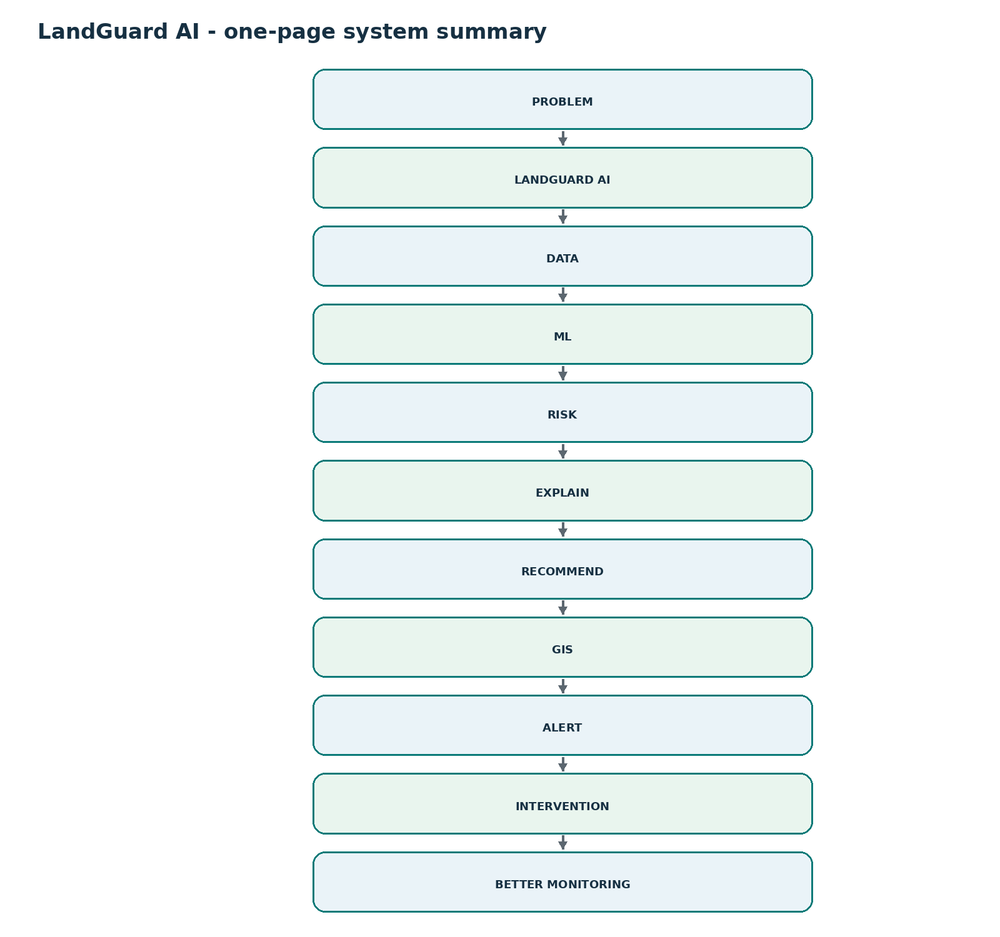 LandGuard AI - one-page system summary
PROBLEM
LANDGUARD AI
DATA
ML
RISK
EXPLAIN
RECOMMEND
GIS
ALERT
INTERVENTION
BETTER MONITORING